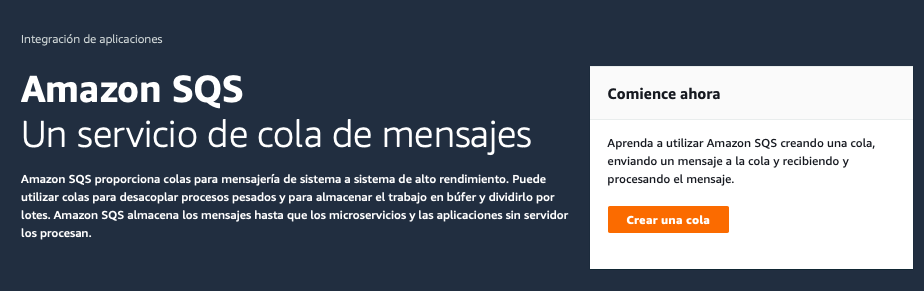 Integración de aplicaciones
Amazon SQS
Un servicio de cola de mensajes
Amazon SQS proporciona colas para mensajería de sistema a sistema de alto rendimiento. Puede
utilizar colas para desacoplar procesos pesados y para almacenar el trabajo en búfer y dividirlo por
lotes. Amazon SQS almacena los mensajes hasta que los microservicios y las aplicaciones sin servidor
los procesan.
Comience ahora
Aprenda a utilizar Amazon SQS creando una cola,
enviando un mensaje a la cola y recibiendo y
procesando el mensaje.
Crear una cola